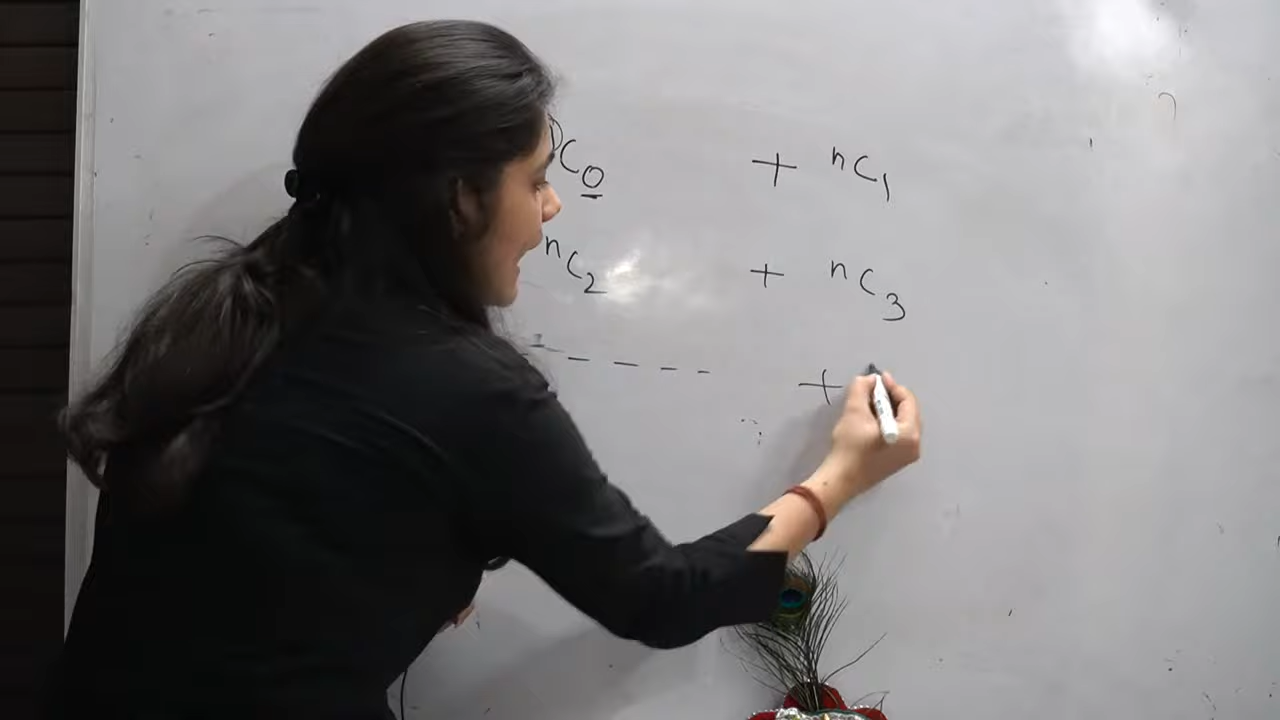 nC0 + nC1
nC2 + nC3
- - - - - +